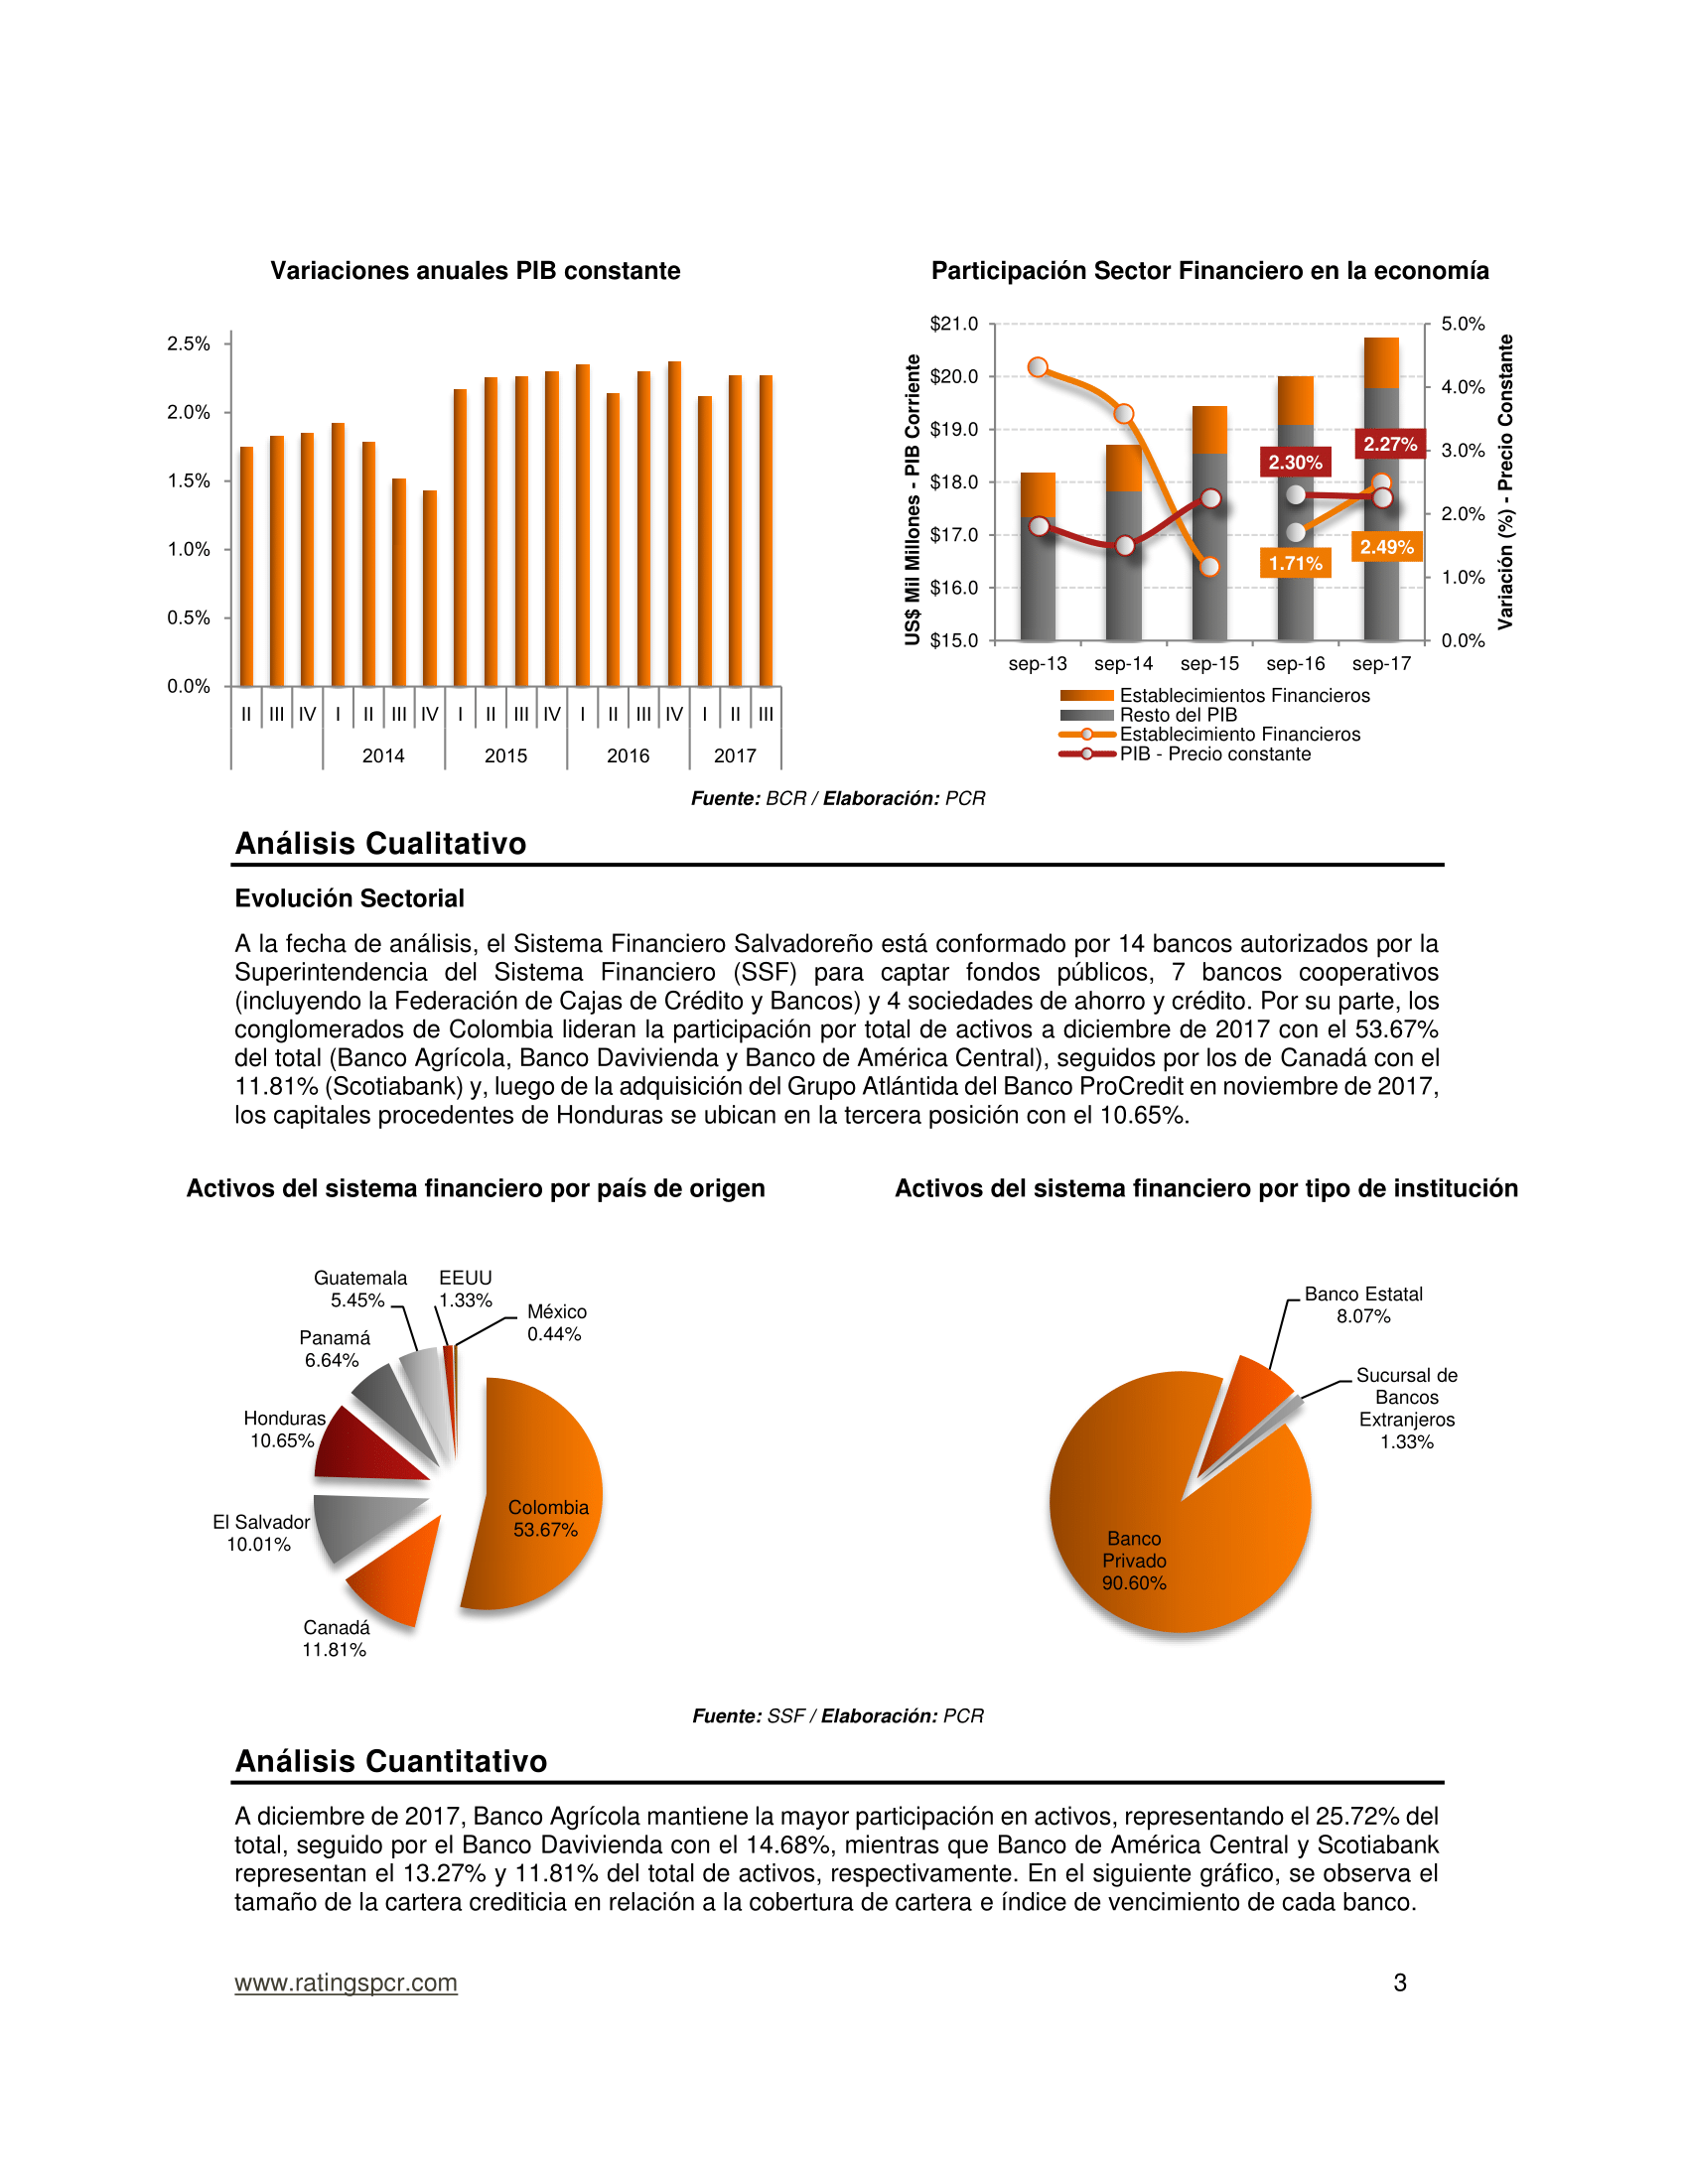 Variaciones anuales PIB constante
2.5%
2.0%
1.5%
1.0%
0.5%
0.0%
II III IV I II III IV I II III IV I II III IV I II III
2014 2015 2016 2017
Participación Sector Financiero en la economía
US$ Mil Millones - PIB Corriente
$21.0
$20.0
$19.0
$18.0
$17.0
$16.0
$15.0
5.0%
4.0%
3.0%
2.0%
1.0%
0.0%
Variación (%) - Precio Constante
2.30%
2.27%
1.71%
2.49%
sep-13 sep-14 sep-15 sep-16 sep-17
Establecimientos Financieros
Resto del PIB
Establecimiento Financieros
PIB - Precio constante
Fuente: BCR / Elaboración: PCR
Análisis Cualitativo
Evolución Sectorial
A la fecha de análisis, el Sistema Financiero Salvadoreño está conformado por 14 bancos autorizados por la
Superintendencia del Sistema Financiero (SSF) para captar fondos públicos, 7 bancos cooperativos
(incluyendo la Federación de Cajas de Crédito y Bancos) y 4 sociedades de ahorro y crédito. Por su parte, los
conglomerados de Colombia lideran la participación por total de activos a diciembre de 2017 con el 53.67%
del total (Banco Agrícola, Banco Davivienda y Banco de América Central), seguidos por los de Canadá con el
11.81% (Scotiabank) y, luego de la adquisición del Grupo Atlántida del Banco ProCredit en noviembre de 2017,
los capitales procedentes de Honduras se ubican en la tercera posición con el 10.65%.
Activos del sistema financiero por país de origen
Guatemala
5.45%
EEUU
1.33%
México
0.44%
Panamá
6.64%
Honduras
10.65%
El Salvador
10.01%
Canadá
11.81%
Colombia
53.67%
Activos del sistema financiero por tipo de institución
Banco Estatal
8.07%
Sucursal de
Bancos
Extranjeros
1.33%
Banco
Privado
90.60%
Fuente: SSF / Elaboración: PCR
Análisis Cuantitativo
A diciembre de 2017, Banco Agrícola mantiene la mayor participación en activos, representando el 25.72% del
total, seguido por el Banco Davivienda con el 14.68%, mientras que Banco de América Central y Scotiabank
representan el 13.27% y 11.81% del total de activos, respectivamente. En el siguiente gráfico, se observa el
tamaño de la cartera crediticia en relación a la cobertura de cartera e índice de vencimiento de cada banco.
www.ratingspcr.com
3